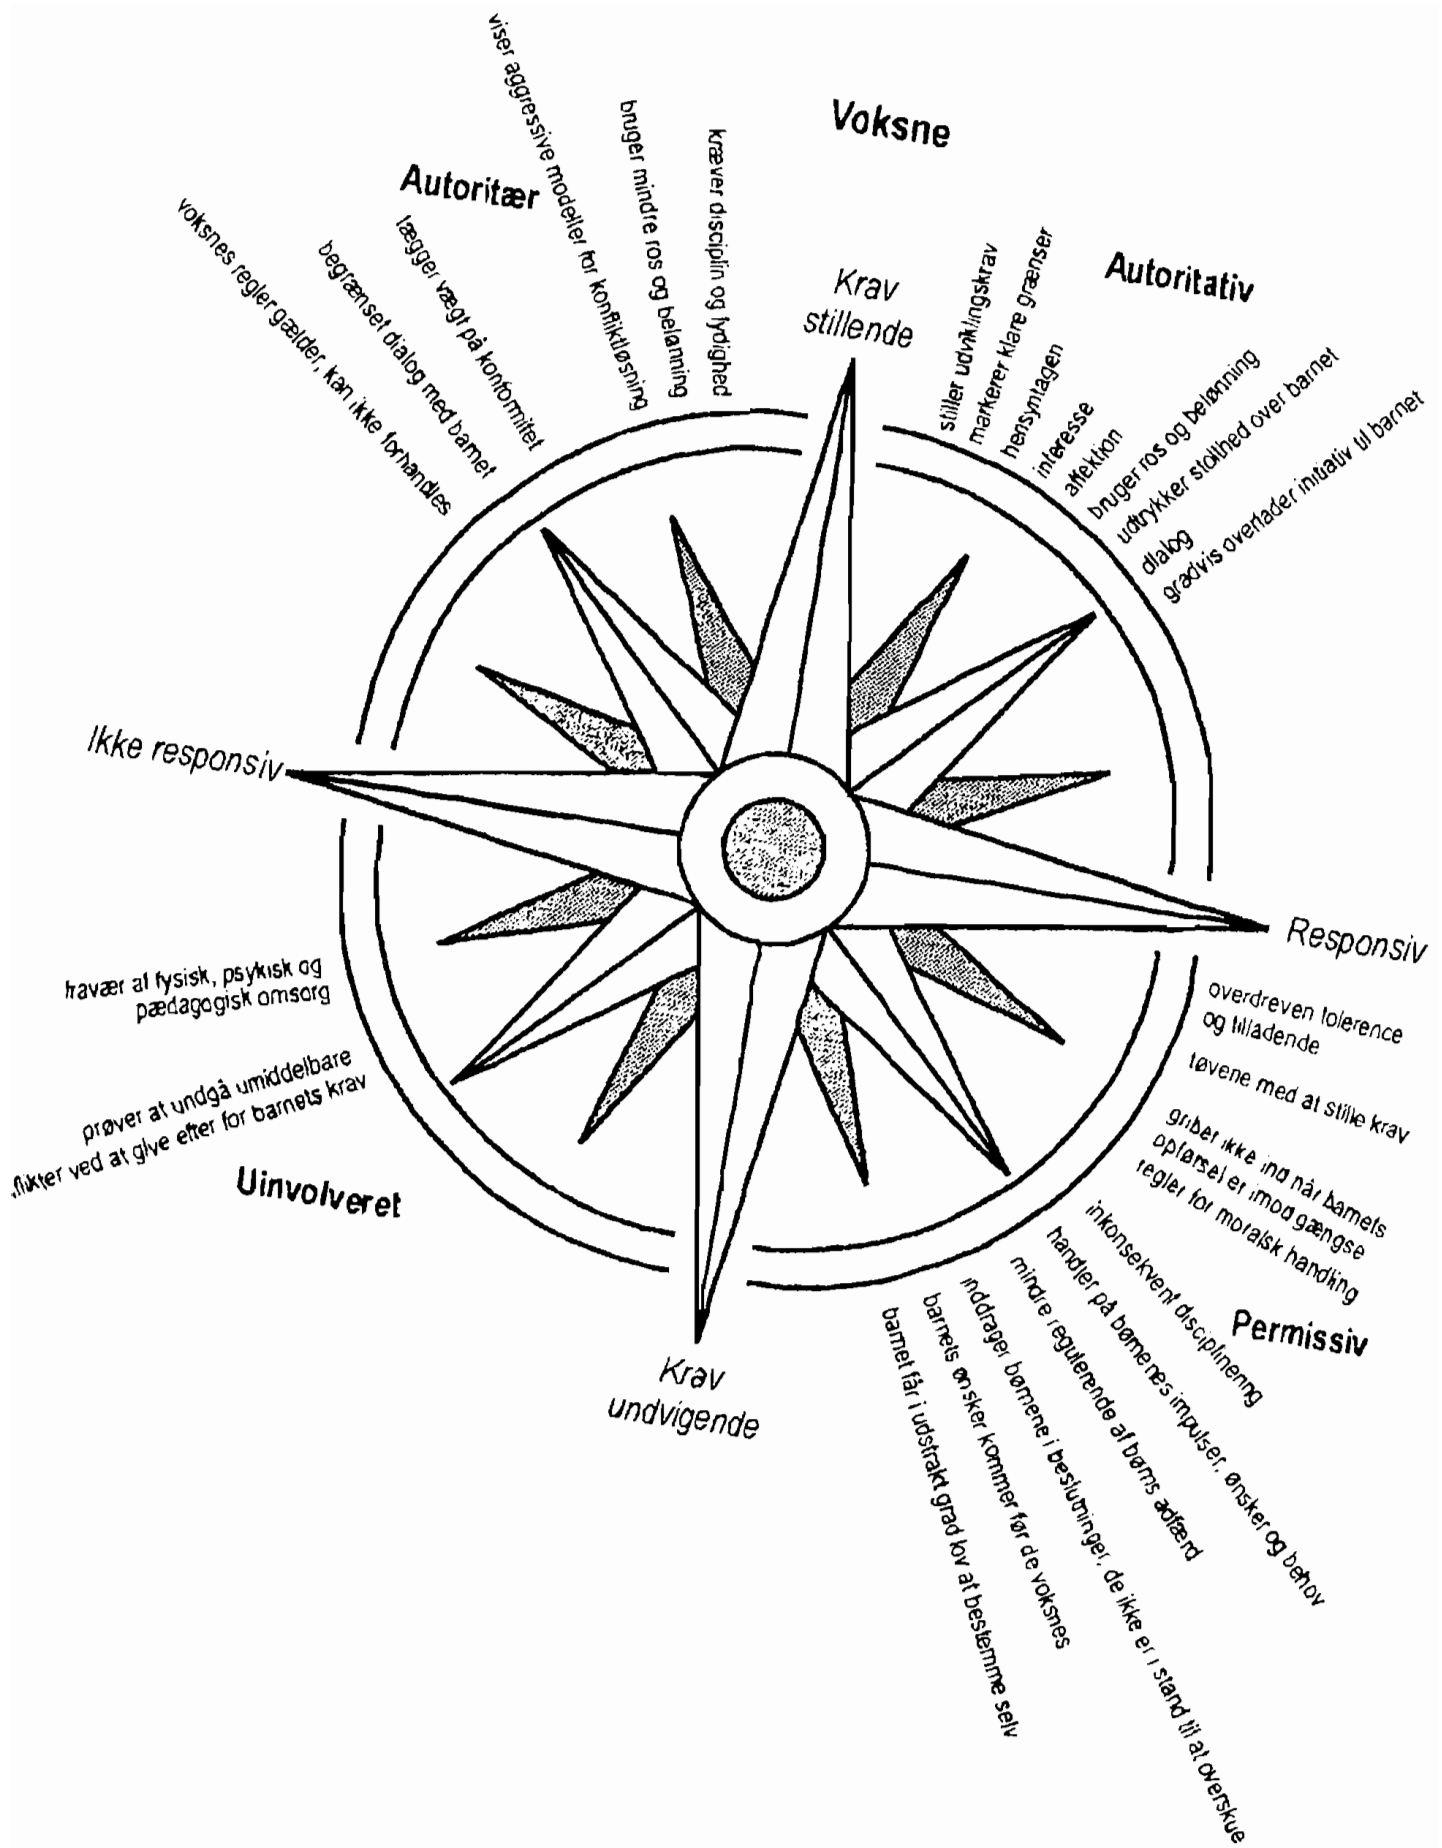 Voksne
Autoritær
voksnes regler gælder, kan ikke forhandles
begrænset dialog med barnet
lægger vægt på konformitet
viser aggressive modeller for konfliktløsning
bruger mindre ros og belønning
kræver disciplin og lydighed
Krav
stillende
Autoritativ
stiller udviklingskrav
markerer klare grænser
hensyntagen
interesse
affektion
bruger ros og belønning
udtrykker stolthed over barnet
dialog
gradvis overlader initiativ til barnet
Ikke responsiv
Responsiv
overdreven tolerence
og tilladende
tøvene med at stille krav
griber ikke ind når barnets
opførsel er imod gængse
regler for moralsk handling
Permissiv
inkonsekvent disciplinering
handler på børnenes impulser, ønsker og behov
mindre regulerende af børns adfærd
inddrager børnene i beslutninger, de ikke er i stand til at overskue
barnets ønsker kommer før de voksnes
barnet får i udstrakt grad lov at bestemme selv
Krav
undvigende
fravær af fysisk, psykisk og
pædagogisk omsorg
prøver at undgå umiddelbare
ved at give efter for barnets krav
Uinvolveret